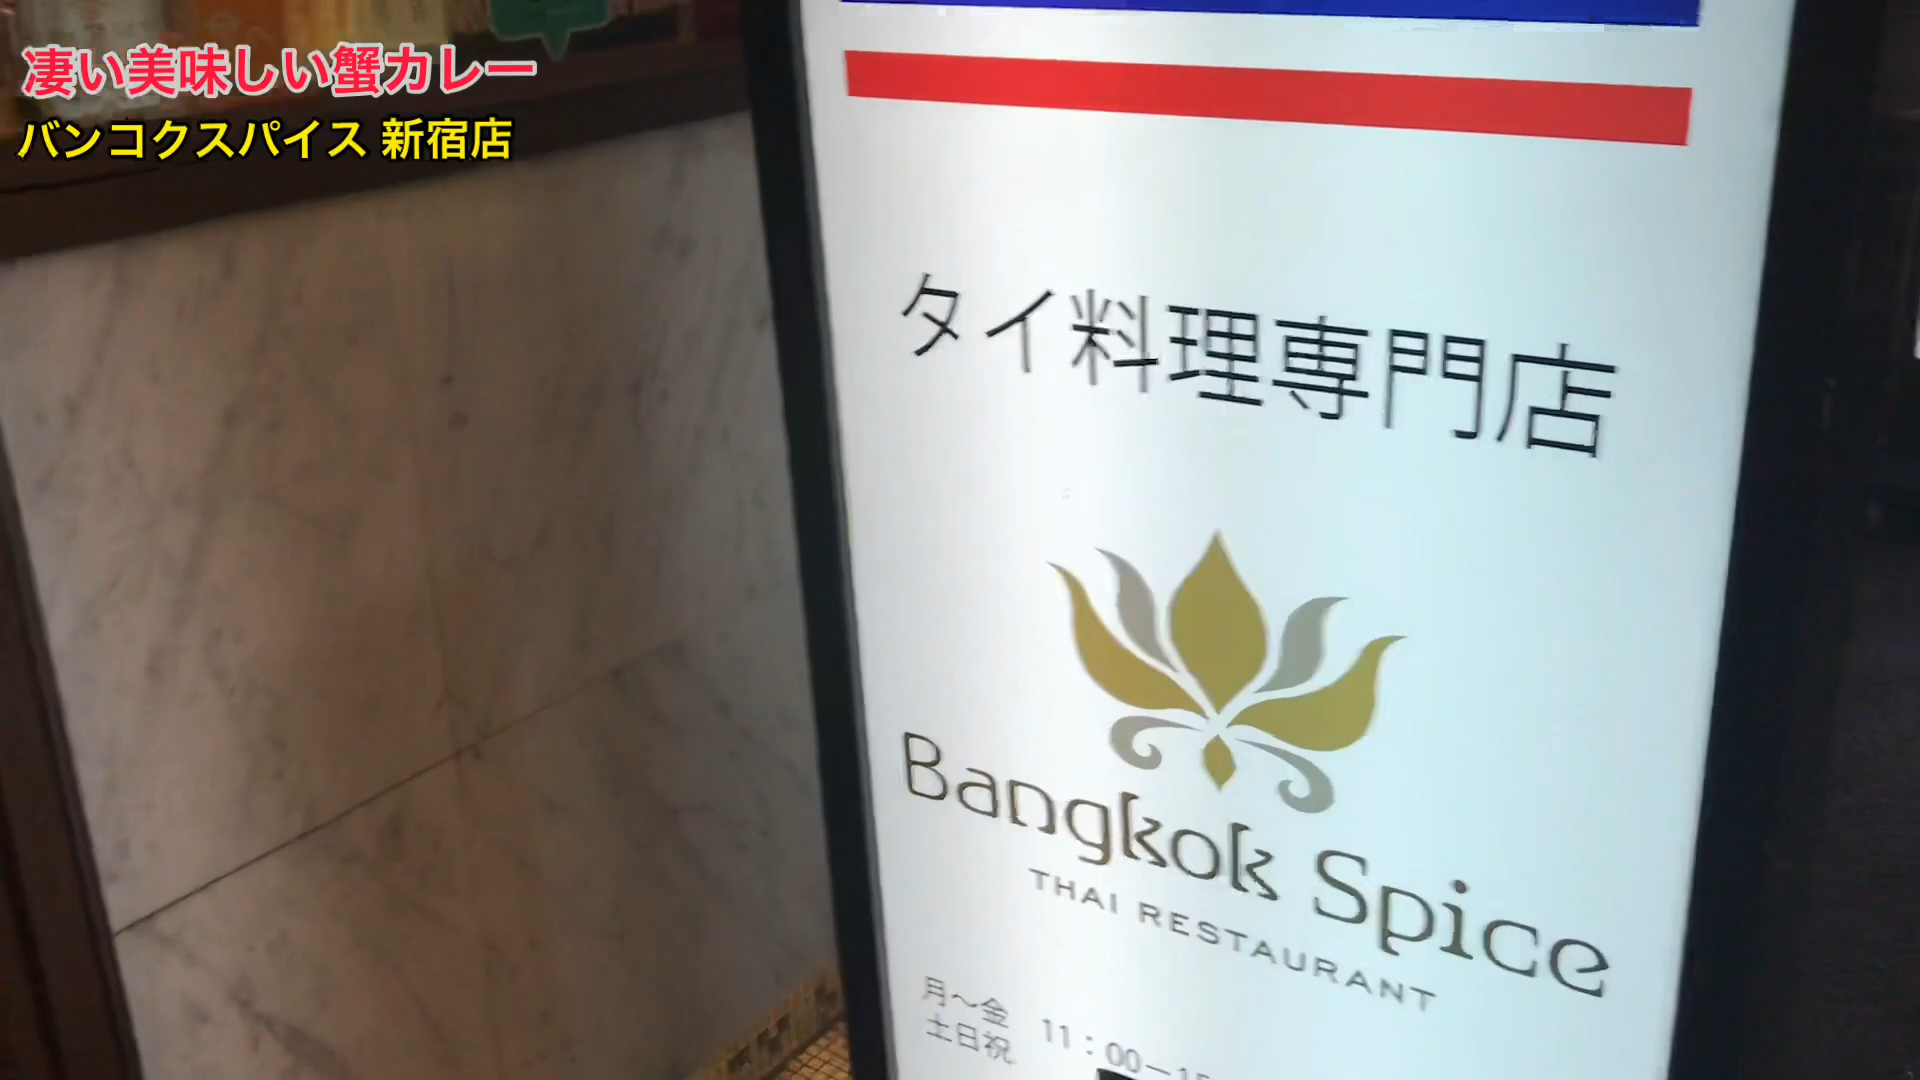 凄い美味しい蟹カレー
バンコクスパイス 新宿店
タイ料理専門店
Bangkok Spice
THAI RESTAURANT
月〜金 11：00－15
土日祝